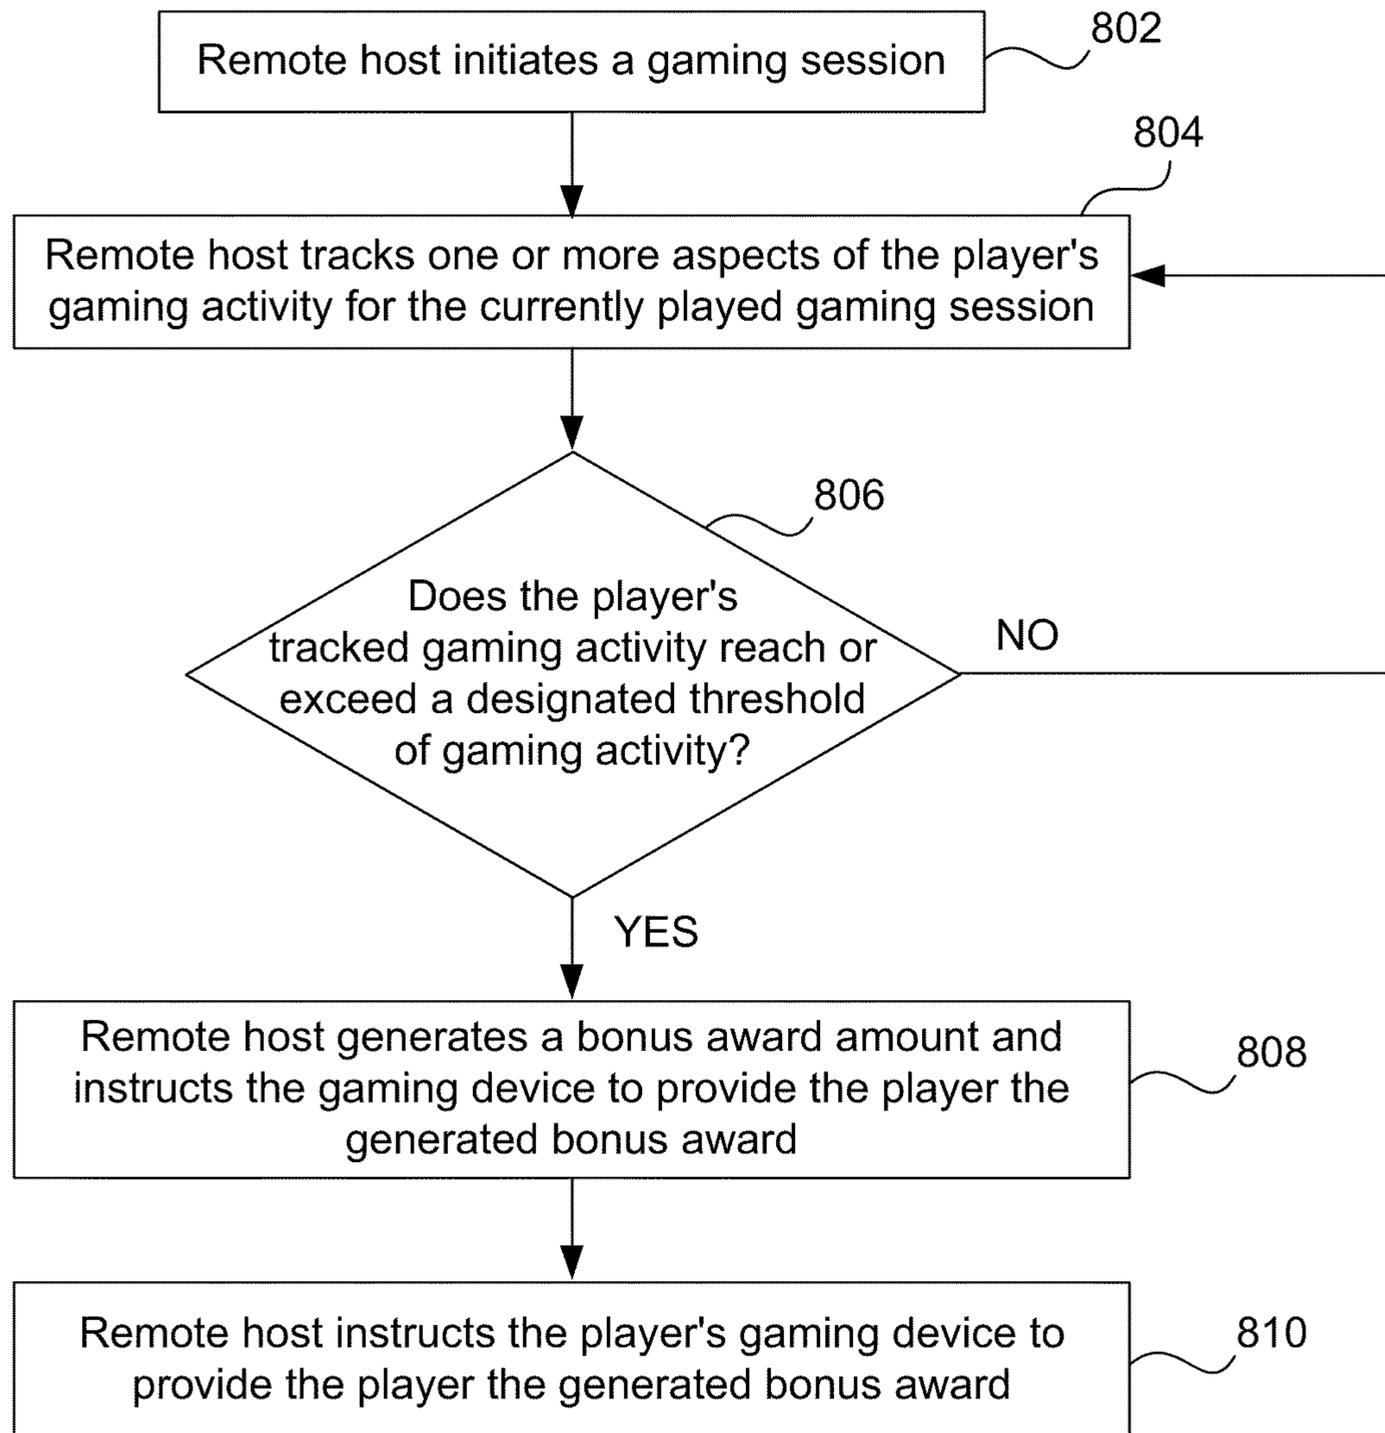 Remote host initiates a gaming session
802
804
Remote host tracks one or more aspects of the player's
gaming activity for the currently played gaming session
806
Does the player's
tracked gaming activity reach or
exceed a designated threshold
of gaming activity?
NO
YES
Remote host generates a bonus award amount and
instructs the gaming device to provide the player the
generated bonus award
808
Remote host instructs the player's gaming device to
provide the player the generated bonus award
810